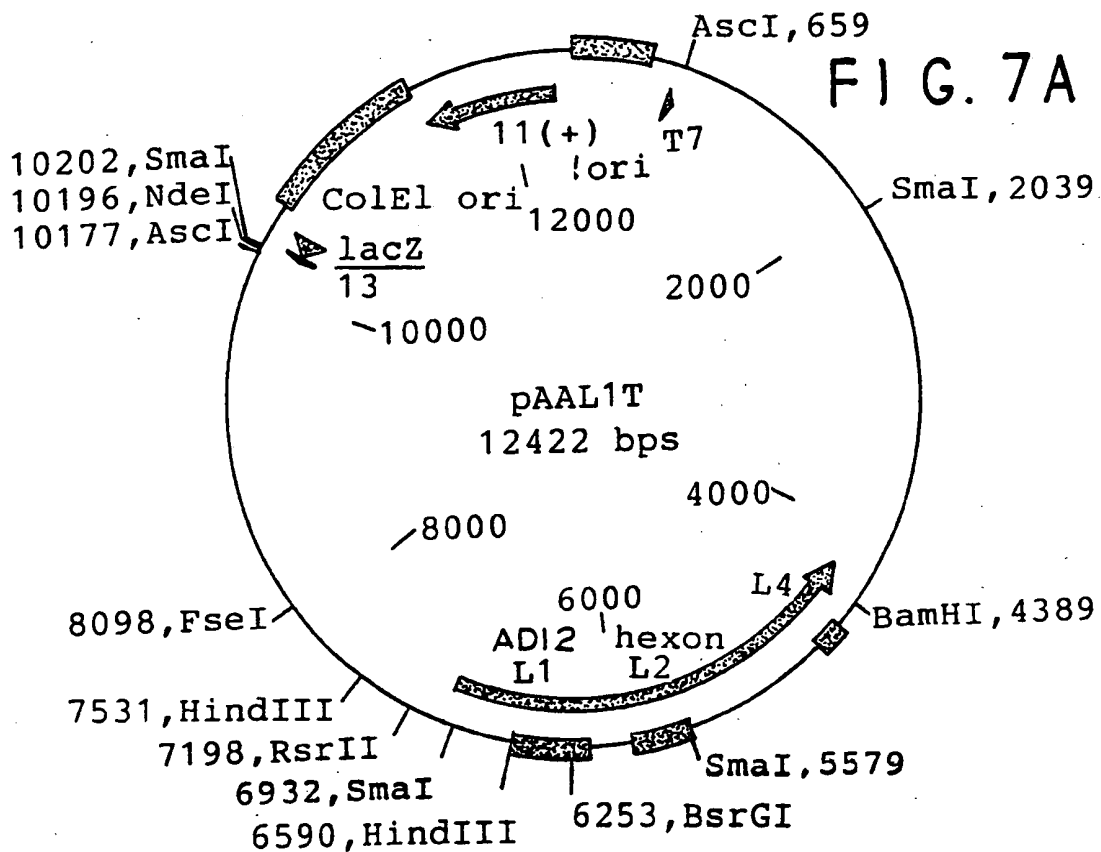 AscI,659
FIG. 7A
T7
11(+)
!ori
ColEl ori
12000
10202,SmaI
10196,NdeI
10177,AscI
SmaI,2039
lacZ
13
2000
10000
pAAL1T
12422 bps
4000
8000
L4
6000
8098,FseI
BamHI,4389
ADI2 hexon
L1 L2
7531,HindIII
7198,RsrII
SmaI,5579
6932,SmaI
6253,BsrGI
6590,HindIII